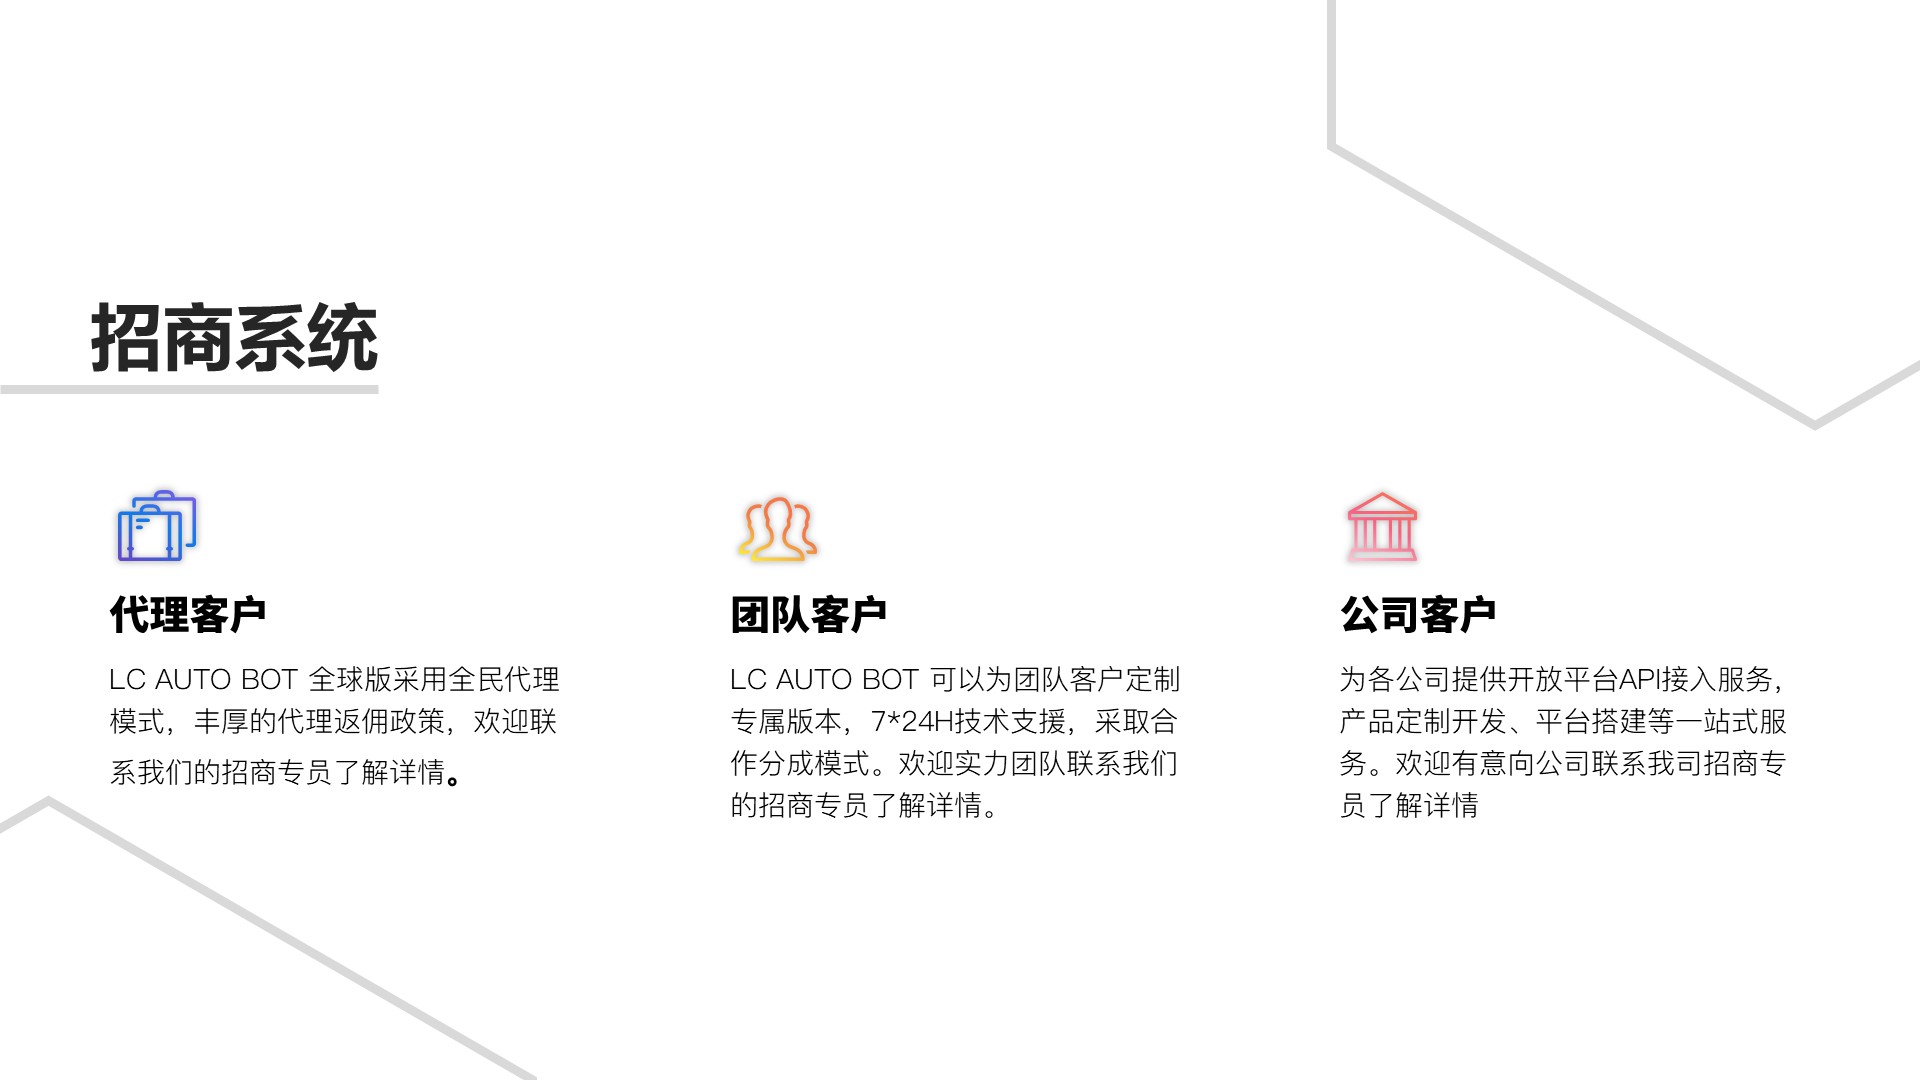 招商系统
代理客户
LC AUTO BOT 全球版采用全民代理
模式，丰厚的代理返佣政策，欢迎联
系我们的招商专员了解详情。
团队客户
LC AUTO BOT 可以为团队客户定制
专属版本，7*24H技术支援，采取合
作分成模式。欢迎实力团队联系我们
的招商专员了解详情。
公司客户
为各公司提供开放平台API接入服务，
产品定制开发、平台搭建等一站式服
务。欢迎有意向公司联系我司招商专
员了解详情